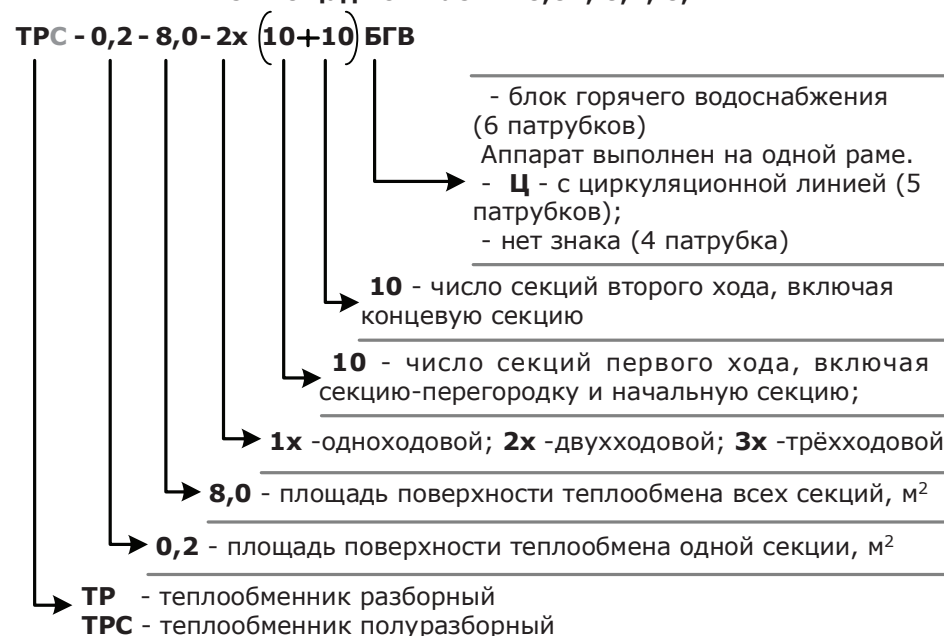 ТРС - 0,2 - 8,0- 2х (10+10) БГВ
- блок горячего водоснабжения
(6 патрубков)
Аппарат выполнен на одной раме.
- Ц - с циркуляционной линией (5
патрубков);
- нет знака (4 патрубка)
10 - число секций второго хода, включая
концевую секцию
10 - число секций первого хода, включая
секцию-перегородку и начальную секцию;
1х -одноходовой; 2х -двухходовой; 3х -трёхходовой
8,0 - площадь поверхности теплообмена всех секций, м²
0,2 - площадь поверхности теплообмена одной секции, м²
ТР - теплообменник разборный
ТРС - теплообменник полуразборный